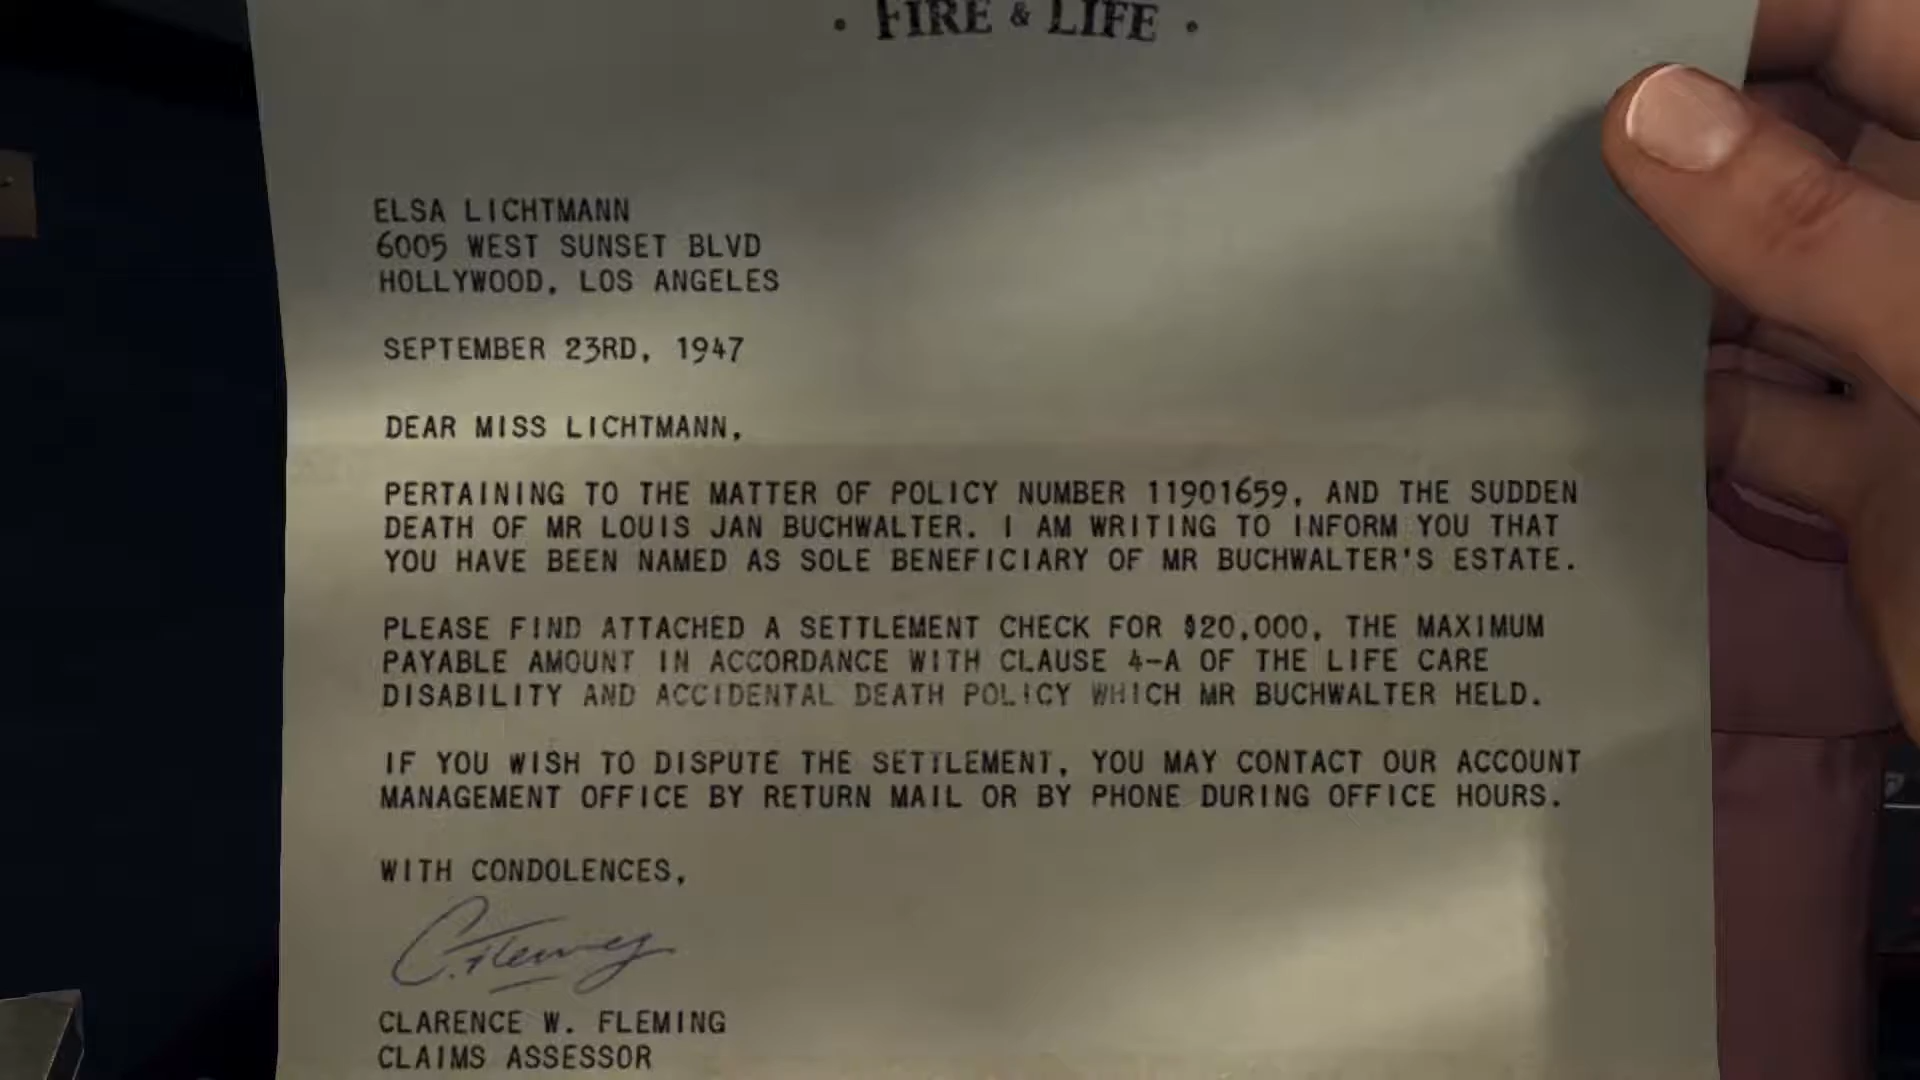 · FIRE & LIFE ·
ELSA LICHTMANN
6005 WEST SUNSET BLVD
HOLLYWOOD, LOS ANGELES
SEPTEMBER 23RD, 1947
DEAR MISS LICHTMANN,
PERTAINING TO THE MATTER OF POLICY NUMBER 11901659, AND THE SUDDEN
DEATH OF MR LOUIS JAN BUCHWALTER. I AM WRITING TO INFORM YOU THAT
YOU HAVE BEEN NAMED AS SOLE BENEFICIARY OF MR BUCHWALTER'S ESTATE.
PLEASE FIND ATTACHED A SETTLEMENT CHECK FOR $20,000, THE MAXIMUM
PAYABLE AMOUNT IN ACCORDANCE WITH CLAUSE 4-A OF THE LIFE CARE
DISABILITY AND ACCIDENTAL DEATH POLICY WHICH MR BUCHWALTER HELD.
IF YOU WISH TO DISPUTE THE SETTLEMENT, YOU MAY CONTACT OUR ACCOUNT
MANAGEMENT OFFICE BY RETURN MAIL OR BY PHONE DURING OFFICE HOURS.
WITH CONDOLENCES,
C. Fleming
CLARENCE W. FLEMING
CLAIMS ASSESSOR